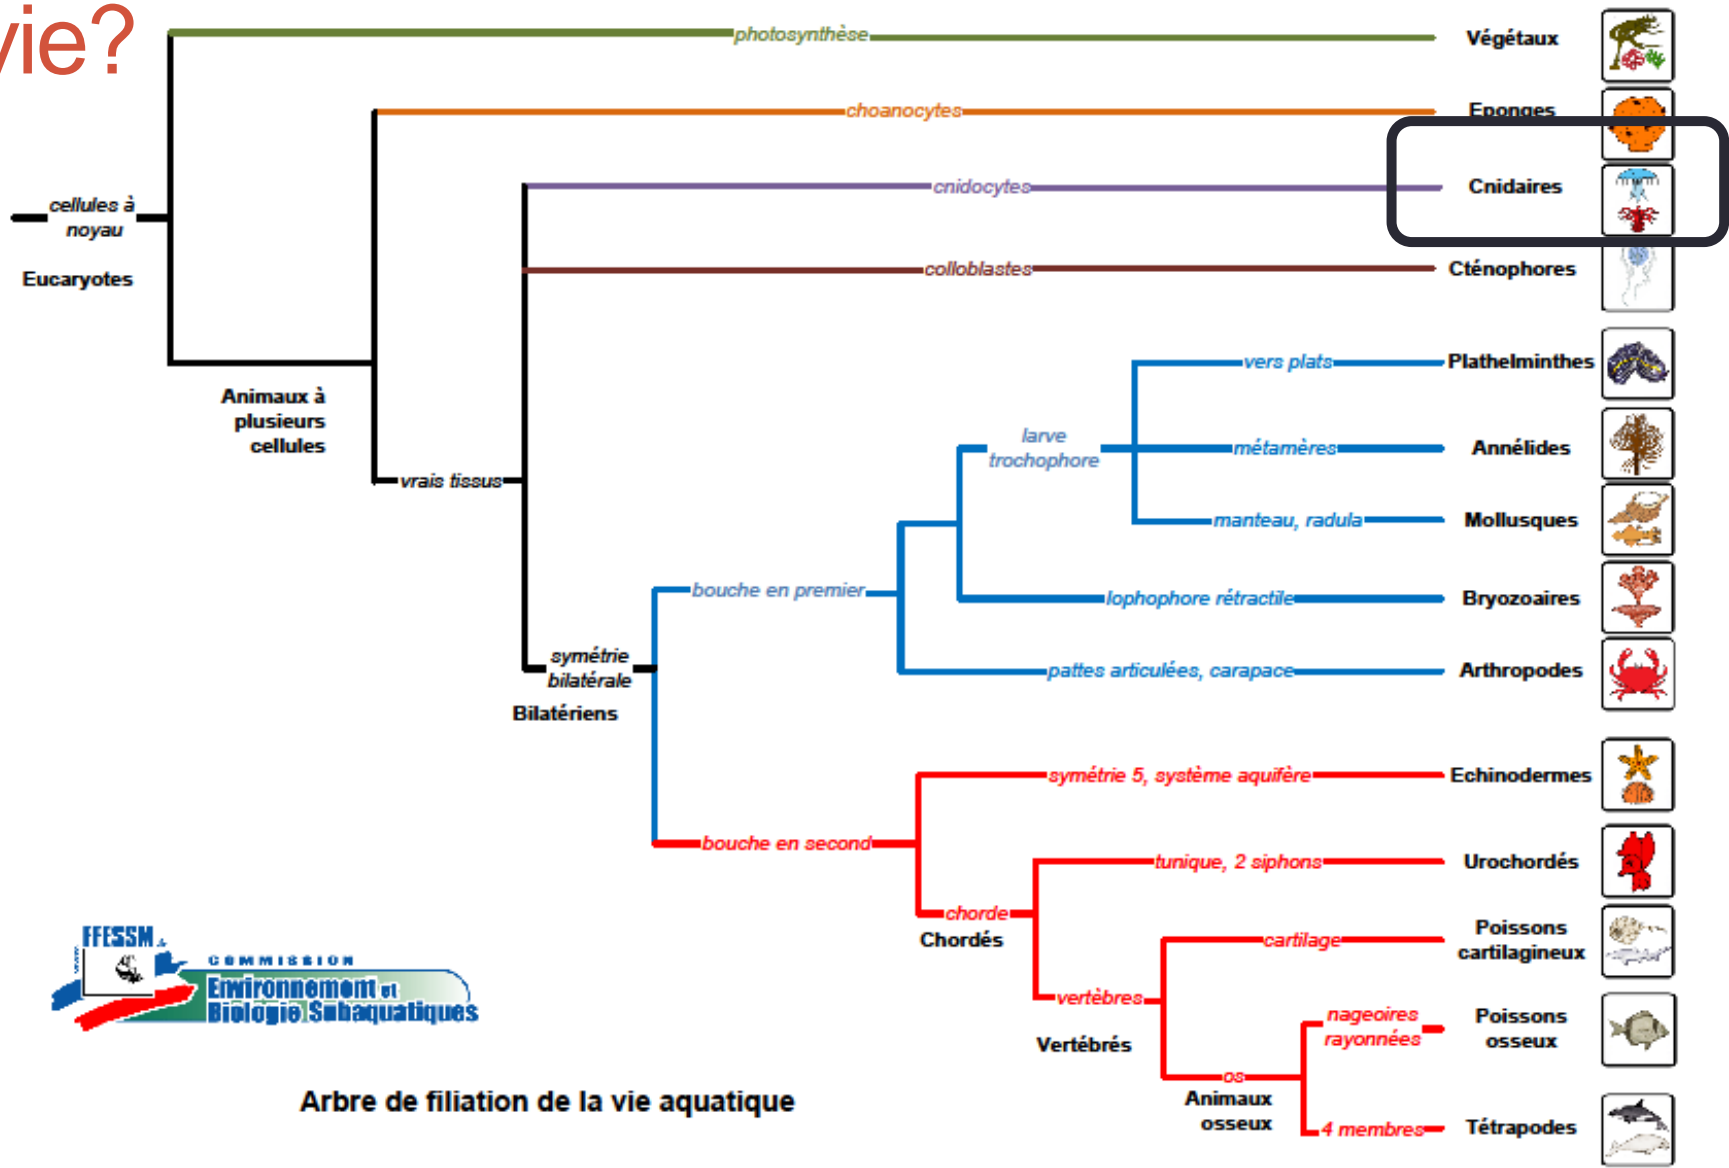 vie?
photosynthèse
Végétaux
choanocytes
Eponges
cnidocytes
Cnidaires
cellules à
noyau
Eucaryotes
colloblastes
Cténophores
vers plats
Plathelminthes
Animaux à
plusieurs
cellules
larve
trochophore
métamères
Annélides
vrais tissus
manteau, radula
Mollusques
bouche en premier
lophophore rétractile
Bryozoaires
symétrie
bilatérale
Bilatériens
pattes articulées, carapace
Arthropodes
symétrie 5, système aquifère
Echinodermes
bouche en second
tunique, 2 siphons
Urochordés
chorde
Chordés
cartilage
Poissons
cartilagineux
vertèbres
Vertébrés
nageoires
rayonnées
Poissons
osseux
os
Animaux
osseux
4 membres
Tétrapodes
FFESSM
COMMISSION
Environnement et
Biologie Subaquatiques
Arbre de filiation de la vie aquatique